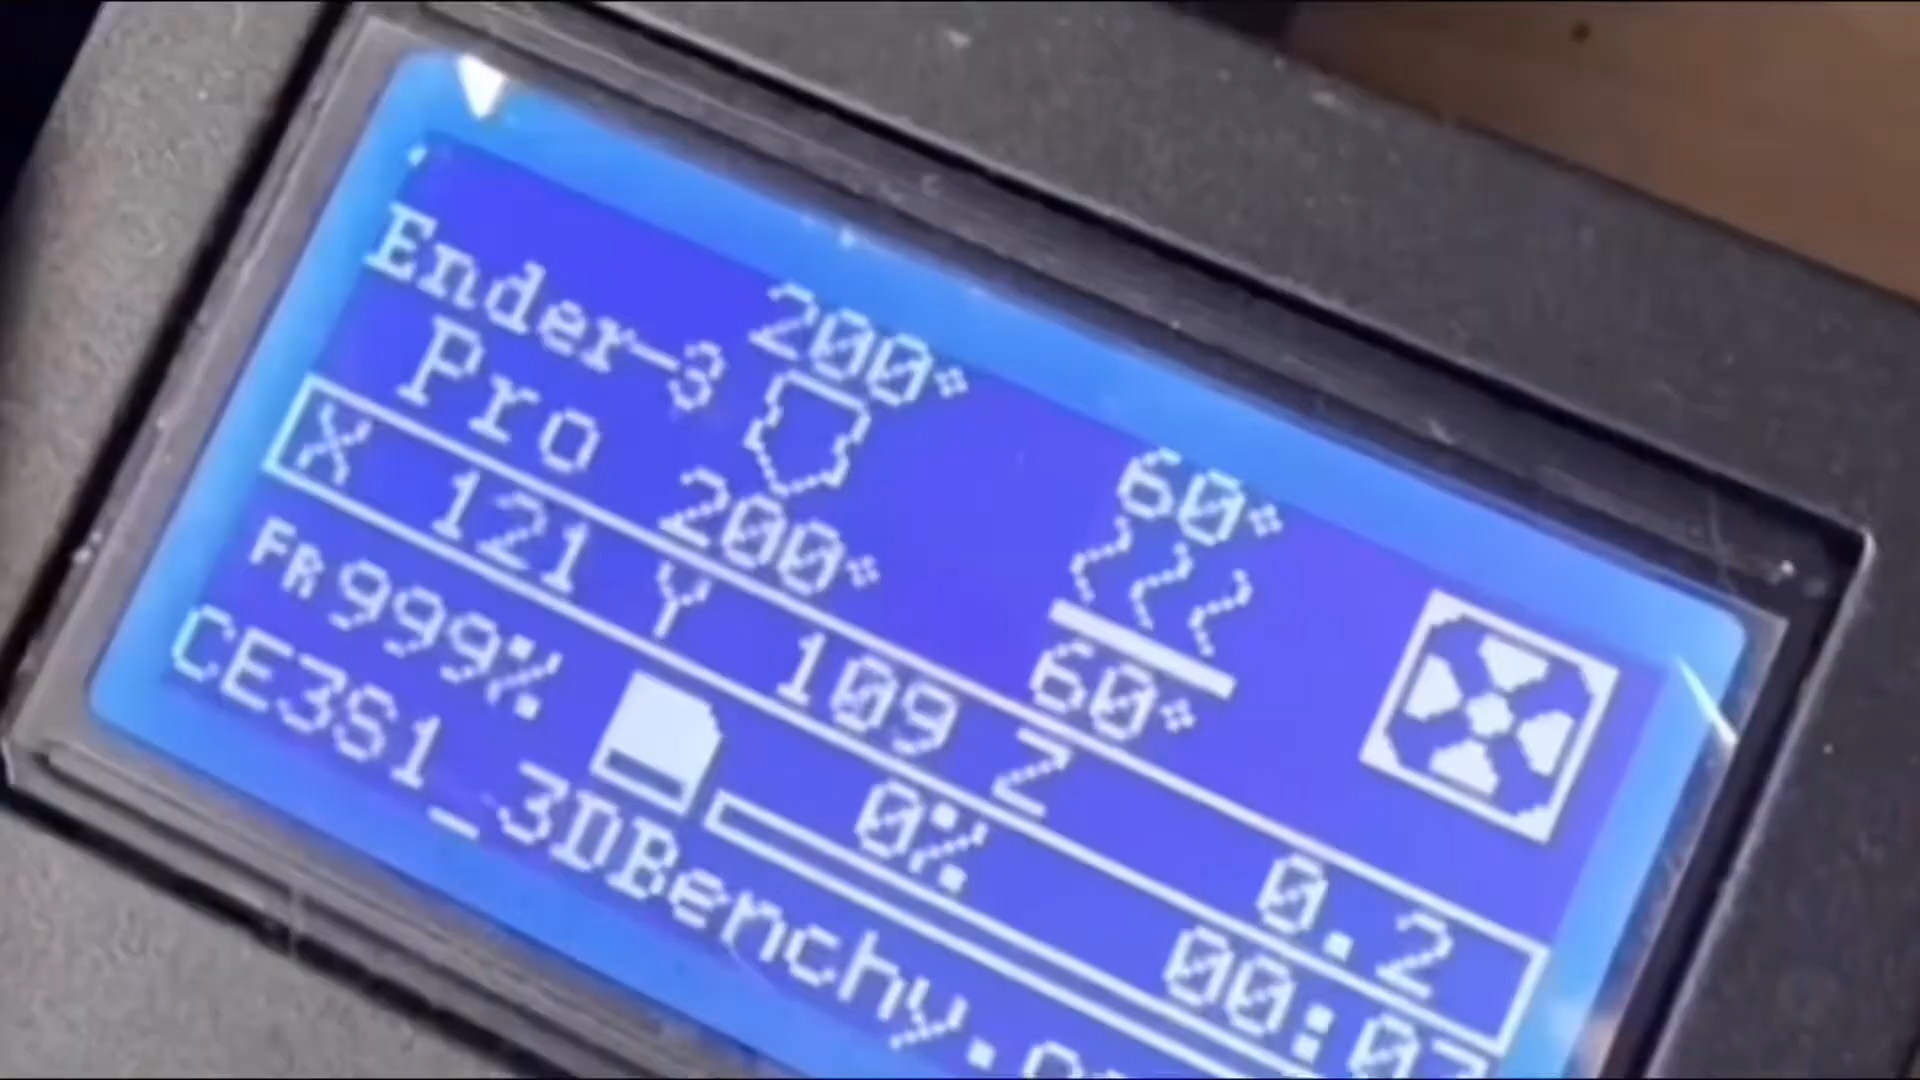 200° 60°
Ender-3
Pro
200° 60°
X 121 Y 109 Z 0.2
FR 999% 0% 00:07
CE3S1_3DBenchy.